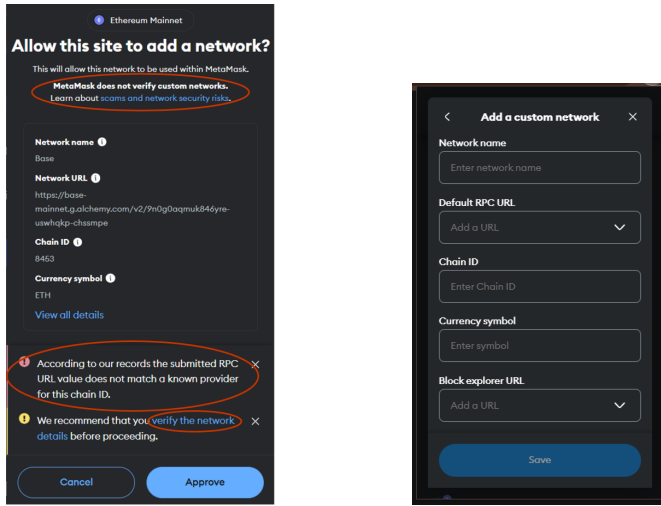 Ethereum Mainnet
Allow this site to add a network?
This will allow this network to be used within MetaMask.
MetaMask does not verify custom networks.
Learn about scams and network security risks.
Network name
Base
Network URL
https://base-
mainnet.g.alchemy.com/v2/9n0g0aqmuk846yre-
uswhqkp-chssmpe
Chain ID
8453
Currency symbol
ETH
View all details
According to our records the submitted RPC
URL value does not match a known provider
for this chain ID.
We recommend that you verify the network
details before proceeding.
Cancel
Approve
Add a custom network
Network name
Enter network name
Default RPC URL
Add a URL
Chain ID
Enter Chain ID
Currency symbol
Enter symbol
Block explorer URL
Add a URL
Save